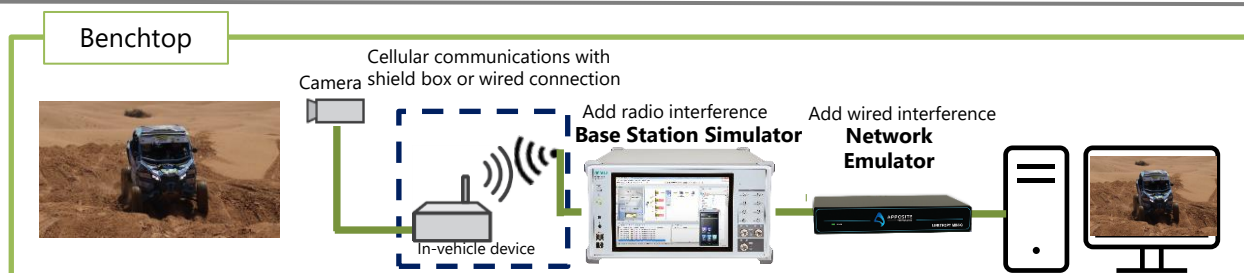 Benchtop
Cellular communications with
shield box or wired connection
Camera
In-vehicle device
Add radio interference
Base Station Simulator
Add wired interference
Network
Emulator
APPOSITE